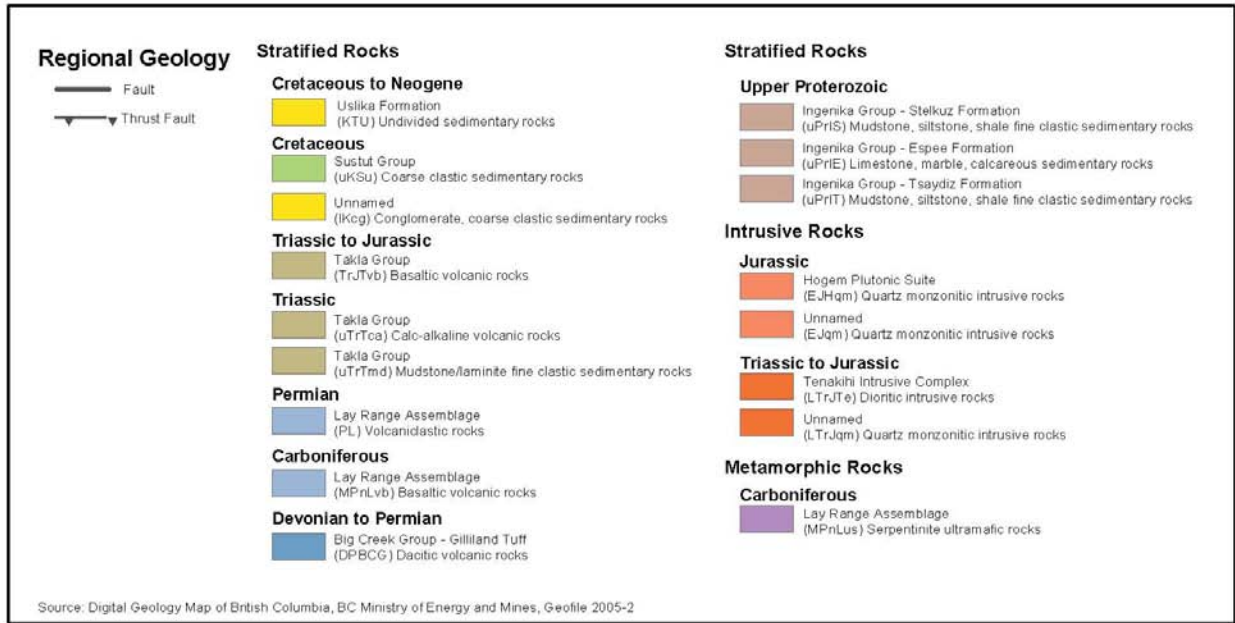 Regional Geology
Fault
Thrust Fault
Stratified Rocks
Cretaceous to Neogene
Uslika Formation
(KTU) Undivided sedimentary rocks
Cretaceous
Sustut Group
(uKSu) Coarse clastic sedimentary rocks
Unnamed
(lKcg) Conglomerate, coarse clastic sedimentary rocks
Triassic to Jurassic
Takla Group
(TrJTvb) Basaltic volcanic rocks
Triassic
Takla Group
(uTrTca) Calc-alkaline volcanic rocks
Takla Group
(uTrTmd) Mudstone/laminite fine clastic sedimentary rocks
Permian
Lay Range Assemblage
(PL) Volcaniclastic rocks
Carboniferous
Lay Range Assemblage
(MPnLvb) Basaltic volcanic rocks
Devonian to Permian
Big Creek Group - Gilliland Tuff
(DPBCG) Dacitic volcanic rocks
Stratified Rocks
Upper Proterozoic
Ingenika Group - Stelkuz Formation
(uPrIS) Mudstone, siltstone, shale fine clastic sedimentary rocks
Ingenika Group - Espee Formation
(uPrIE) Limestone, marble, calcareous sedimentary rocks
Ingenika Group - Tsaydiz Formation
(uPrIT) Mudstone, siltstone, shale fine clastic sedimentary rocks
Intrusive Rocks
Jurassic
Hogem Plutonic Suite
(EJHqm) Quartz monzonitic intrusive rocks
Unnamed
(EJqm) Quartz monzonitic intrusive rocks
Triassic to Jurassic
Tenakihi Intrusive Complex
(LTrJTe) Dioritic intrusive rocks
Unnamed
(LTrJqm) Quartz monzonitic intrusive rocks
Metamorphic Rocks
Carboniferous
Lay Range Assemblage
(MPnLus) Serpentinite ultramafic rocks
Source: Digital Geology Map of British Columbia, BC Ministry of Energy and Mines, Geofile 2005-2